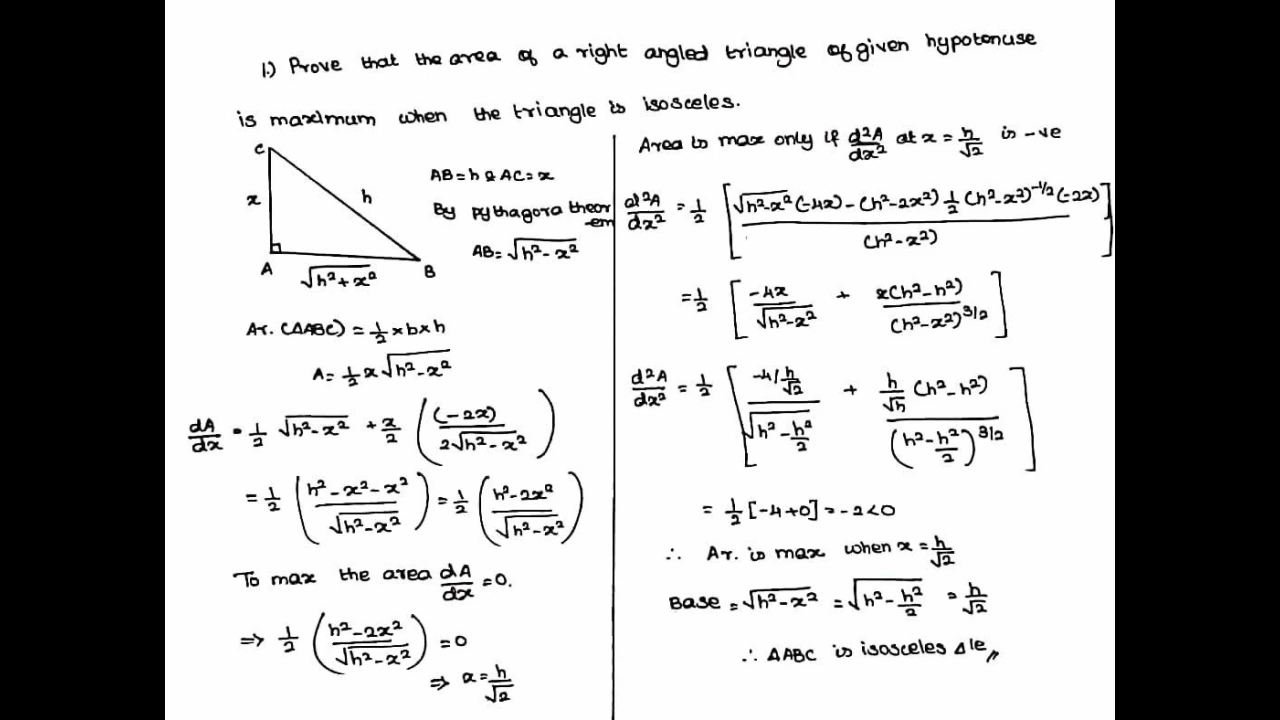 1.) Prove that the area of a right angled triangle of given hypotenuse
is maximum when the triangle is isosceles.
C
x
h
A
B
√h²+x²
AB=h & AC=x
By pythagora theor
em
AB=√h²-x²
Ar. (ΔABC) = 1/2 x b x h
A = 1/2 x √h²-x²
dA/dx = 1/2 √h²-x² + x/2 ((-2x)/2√h²-x²)
= 1/2 (h²-x²-x²/√h²-x²) = 1/2 (h²-2x²/√h²-x²)
To max the area dA/dx = 0.
⇒ 1/2 (h²-2x²/√h²-x²) = 0
⇒ x = h/√2
Area is max only if d²A/dx² at x = h/√2 is -ve
d²A/dx² = 1/2 [√h²-x² (-4x) - (h²-2x²) 1/2 (h²-x²)^-1/2 (-2x)/(h²-x²)]
= 1/2 [-4x/√h²-x² + x(h²-h²)/(h²-x²)^3/2]
d²A/dx² = 1/2 [-4/h/√2/√h²-h²/2 + h/√h (h²-h²)/(h²-h²/2)^3/2]
= 1/2 [-4+0] = -2<0
∴ Ar. is max when x = h/√2
Base = √h²-x² = √h²-h²/2 = h/√2
∴ ΔABC is isosceles Δle,,